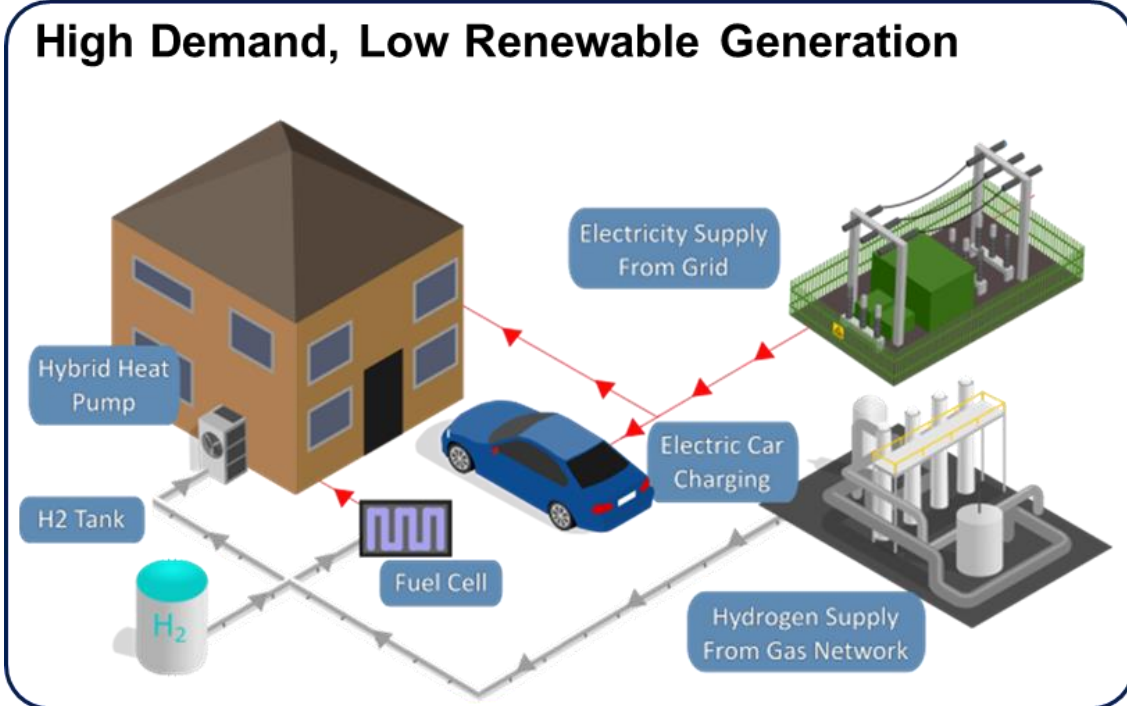 High Demand, Low Renewable Generation
Electricity Supply
From Grid
Hybrid Heat
Pump
Electric Car
Charging
H2 Tank
Fuel Cell
H₂
Hydrogen Supply
From Gas Network